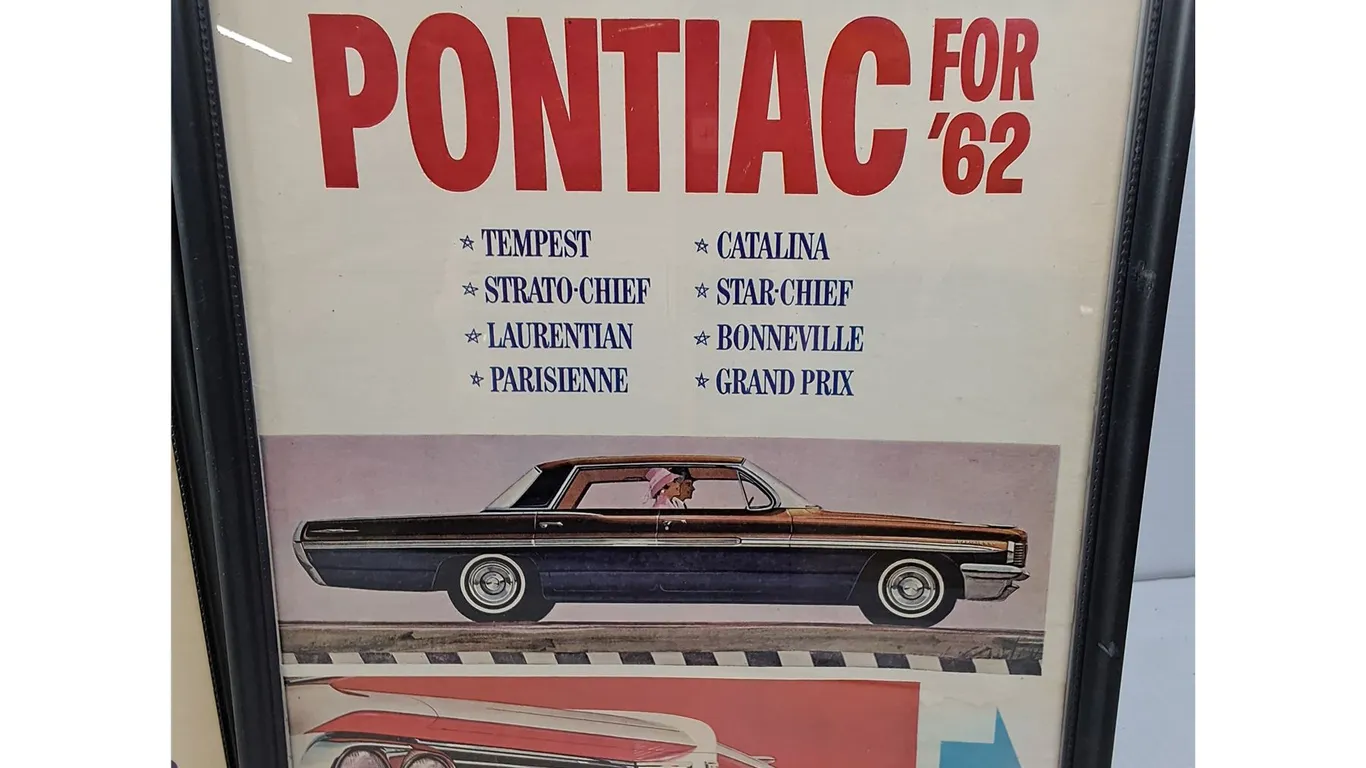 PONTIAC FOR '62
TEMPEST
STRATO-CHIEF
LAURENTIAN
PARISIENNE
CATALINA
STAR-CHIEF
BONNEVILLE
GRAND PRIX